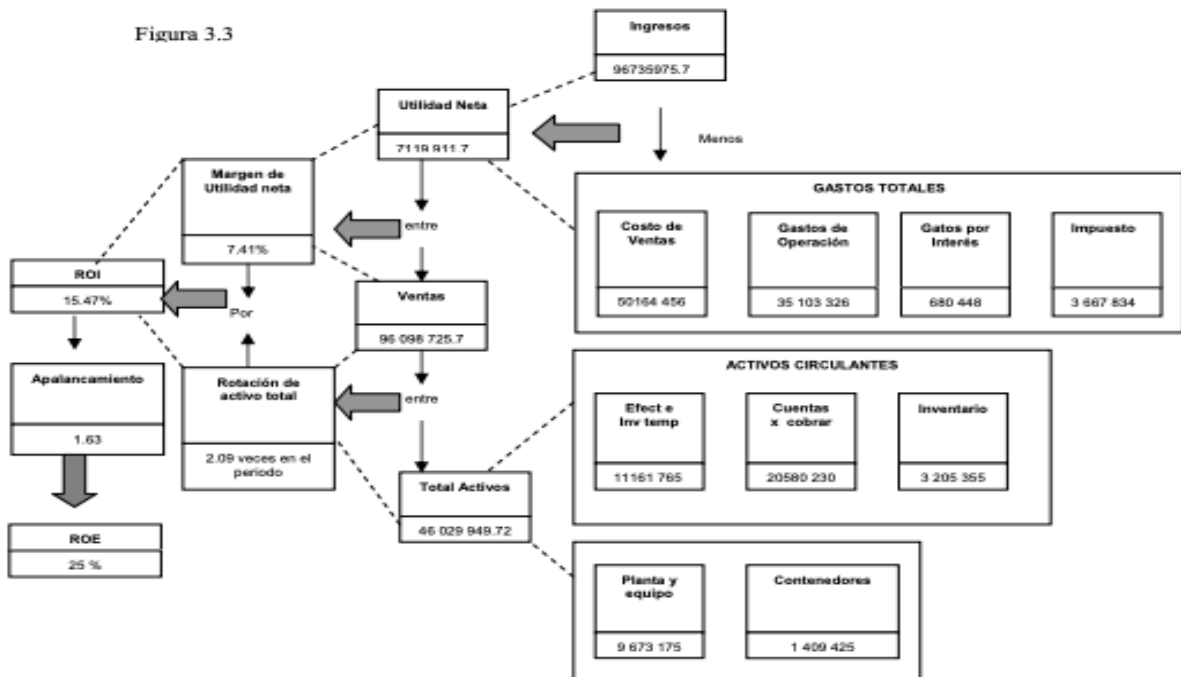 Figura 3.3
Ingresos
96735975.7
Utilidad Neta
7119 911.7
Menos
Margen de
Utilidad neta
7.41%
entre
GASTOS TOTALES
Costo de
Ventas
50164 456
Gastos de
Operación
35 103 326
Gatos por
Interés
680 448
Impuesto
3 667 834
ROI
15.47%
Por
Ventas
96 098 725.7
Apalancamiento
1.63
Rotación de
activo total
2.09 veces en el
periodo
entre
ACTIVOS CIRCULANTES
Efect e
Inv temp
11161 765
Cuentas
x cobrar
20580 230
Inventario
3 205 355
Total Activos
46 029 949.72
ROE
25 %
Planta y
equipo
9 673 175
Contenedores
1 409 425